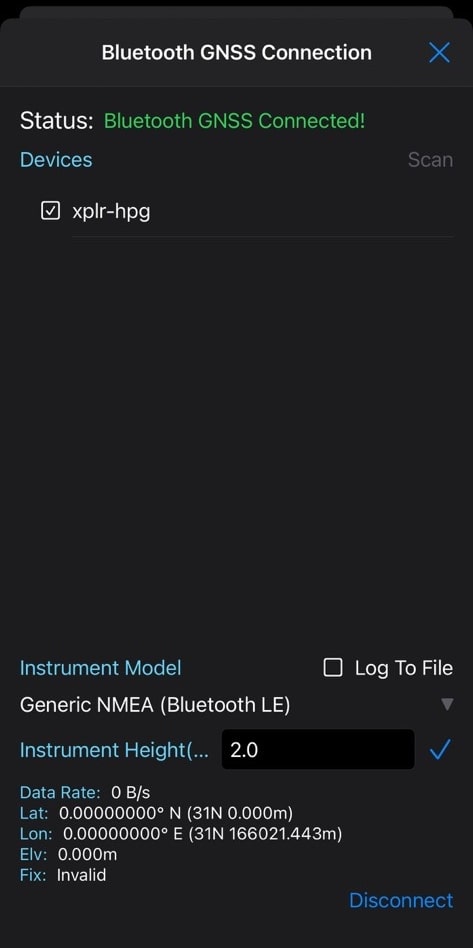 Bluetooth GNSS Connection
Status: Bluetooth GNSS Connected!
Devices Scan
xplr-hpg
Instrument Model Log To File
Generic NMEA (Bluetooth LE)
Instrument Height(... 2.0
Data Rate: 0 B/s
Lat: 0.00000000° N (31N 0.000m)
Lon: 0.00000000° E (31N 166021.443m)
Elv: 0.000m
Fix: Invalid
Disconnect